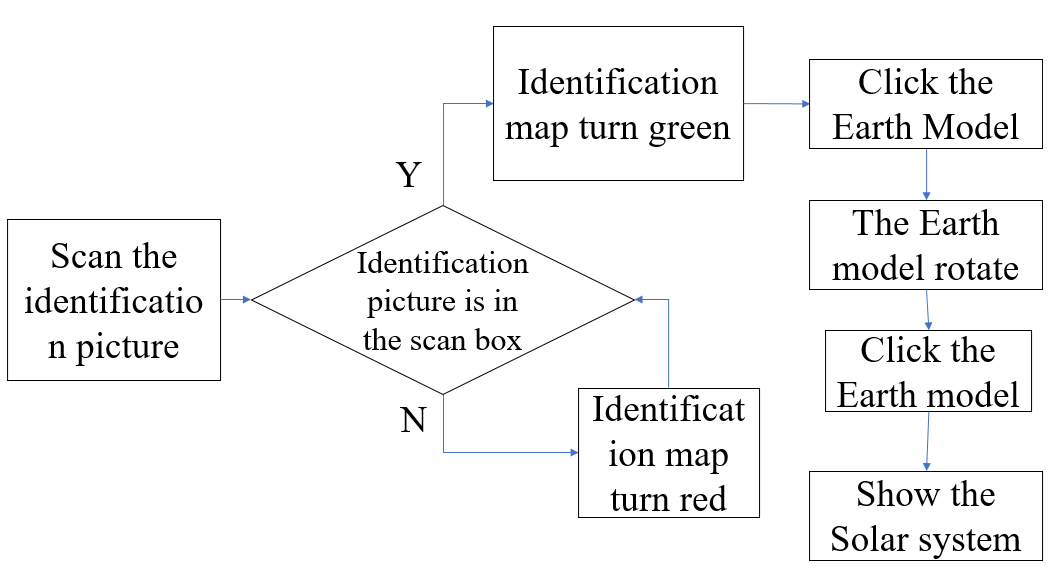 Scan the
identificatio
n picture
Identification
picture is in
the scan box
Y
Identification
map turn green
N
Identificat
ion map
turn red
Click the
Earth Model
The Earth
model rotate
Click the
Earth model
Show the
Solar system